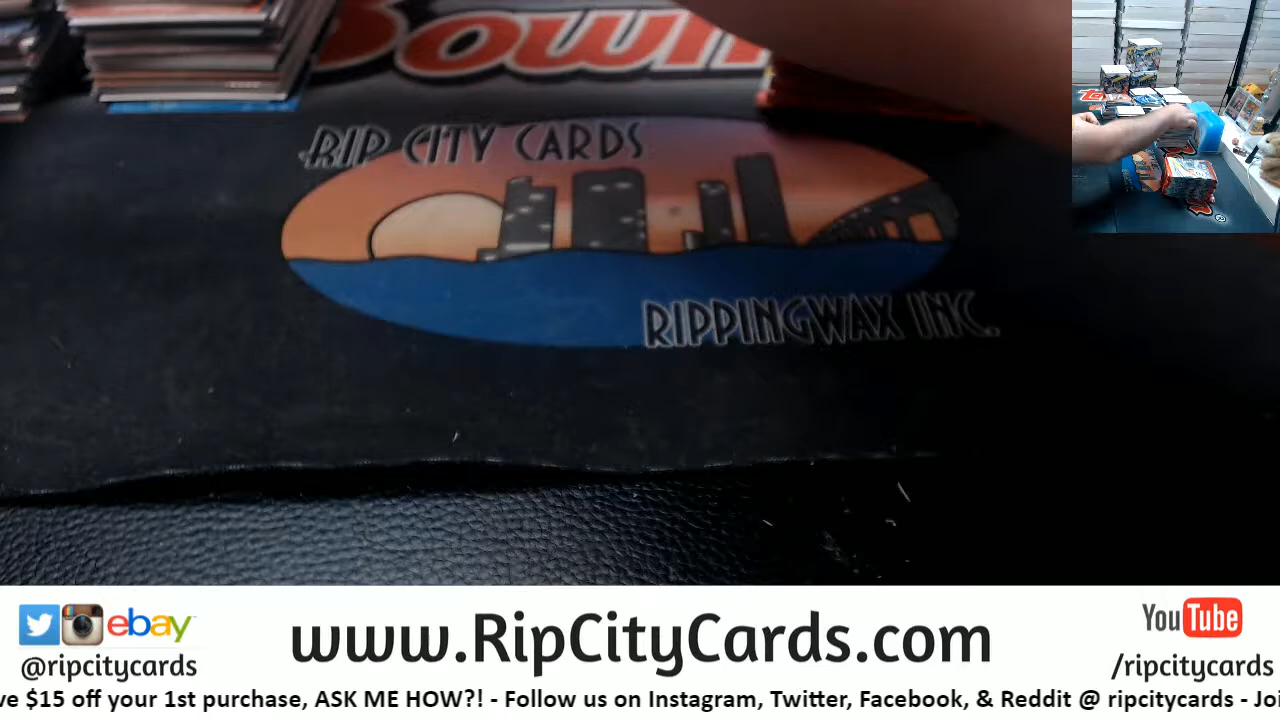 Bown
RIP CITY CARDS
RIPPINGWAX INC.
ebay
www.RipCityCards.com
YouTube
@ripcitycards
/ripcitycards
ve $15 off your 1st purchase, ASK ME HOW?! - Follow us on Instagram, Twitter, Facebook, & Reddit @ ripcitycards - Joi